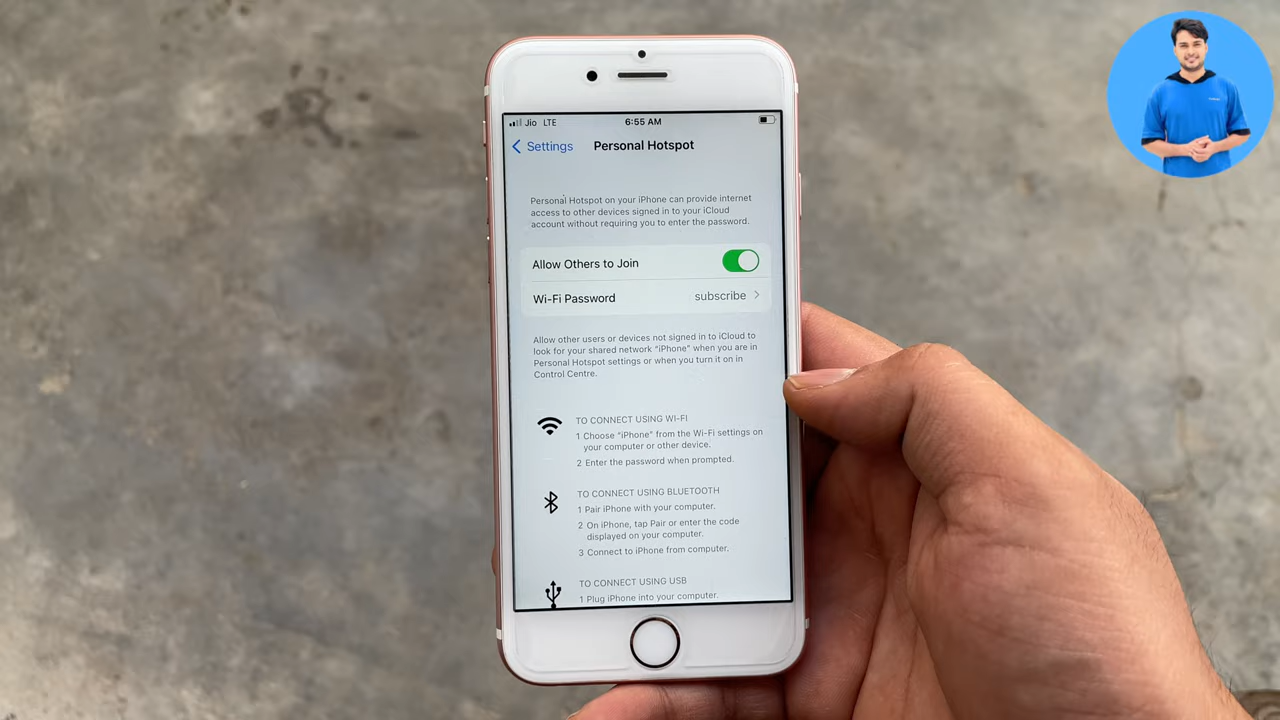 Jio LTE 6:55 AM
Settings Personal Hotspot
Personal Hotspot on your iPhone can provide internet
access to other devices signed in to your iCloud
account without requiring you to enter the password.
Allow Others to Join
Wi-Fi Password subscribe
Allow other users or devices not signed in to iCloud to
look for your shared network “iPhone” when you are in
Personal Hotspot settings or when you turn it on in
Control Centre.
TO CONNECT USING WI-FI
1 Choose “iPhone” from the Wi-Fi settings on
your computer or other device.
2 Enter the password when prompted.
TO CONNECT USING BLUETOOTH
1 Pair iPhone with your computer.
2 On iPhone, tap Pair or enter the code
displayed on your computer.
3 Connect to iPhone from computer.
TO CONNECT USING USB
1 Plug iPhone into your computer.